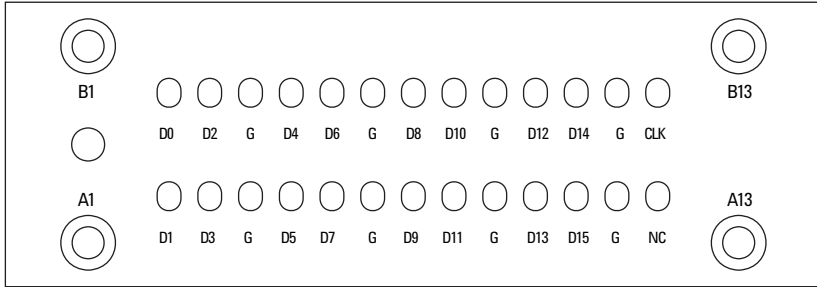 B1 B13
D0 D2 G D4 D6 G D8 D10 G D12 D14 G CLK
A1 A13
D1 D3 G D5 D7 G D9 D11 G D13 D15 G NC